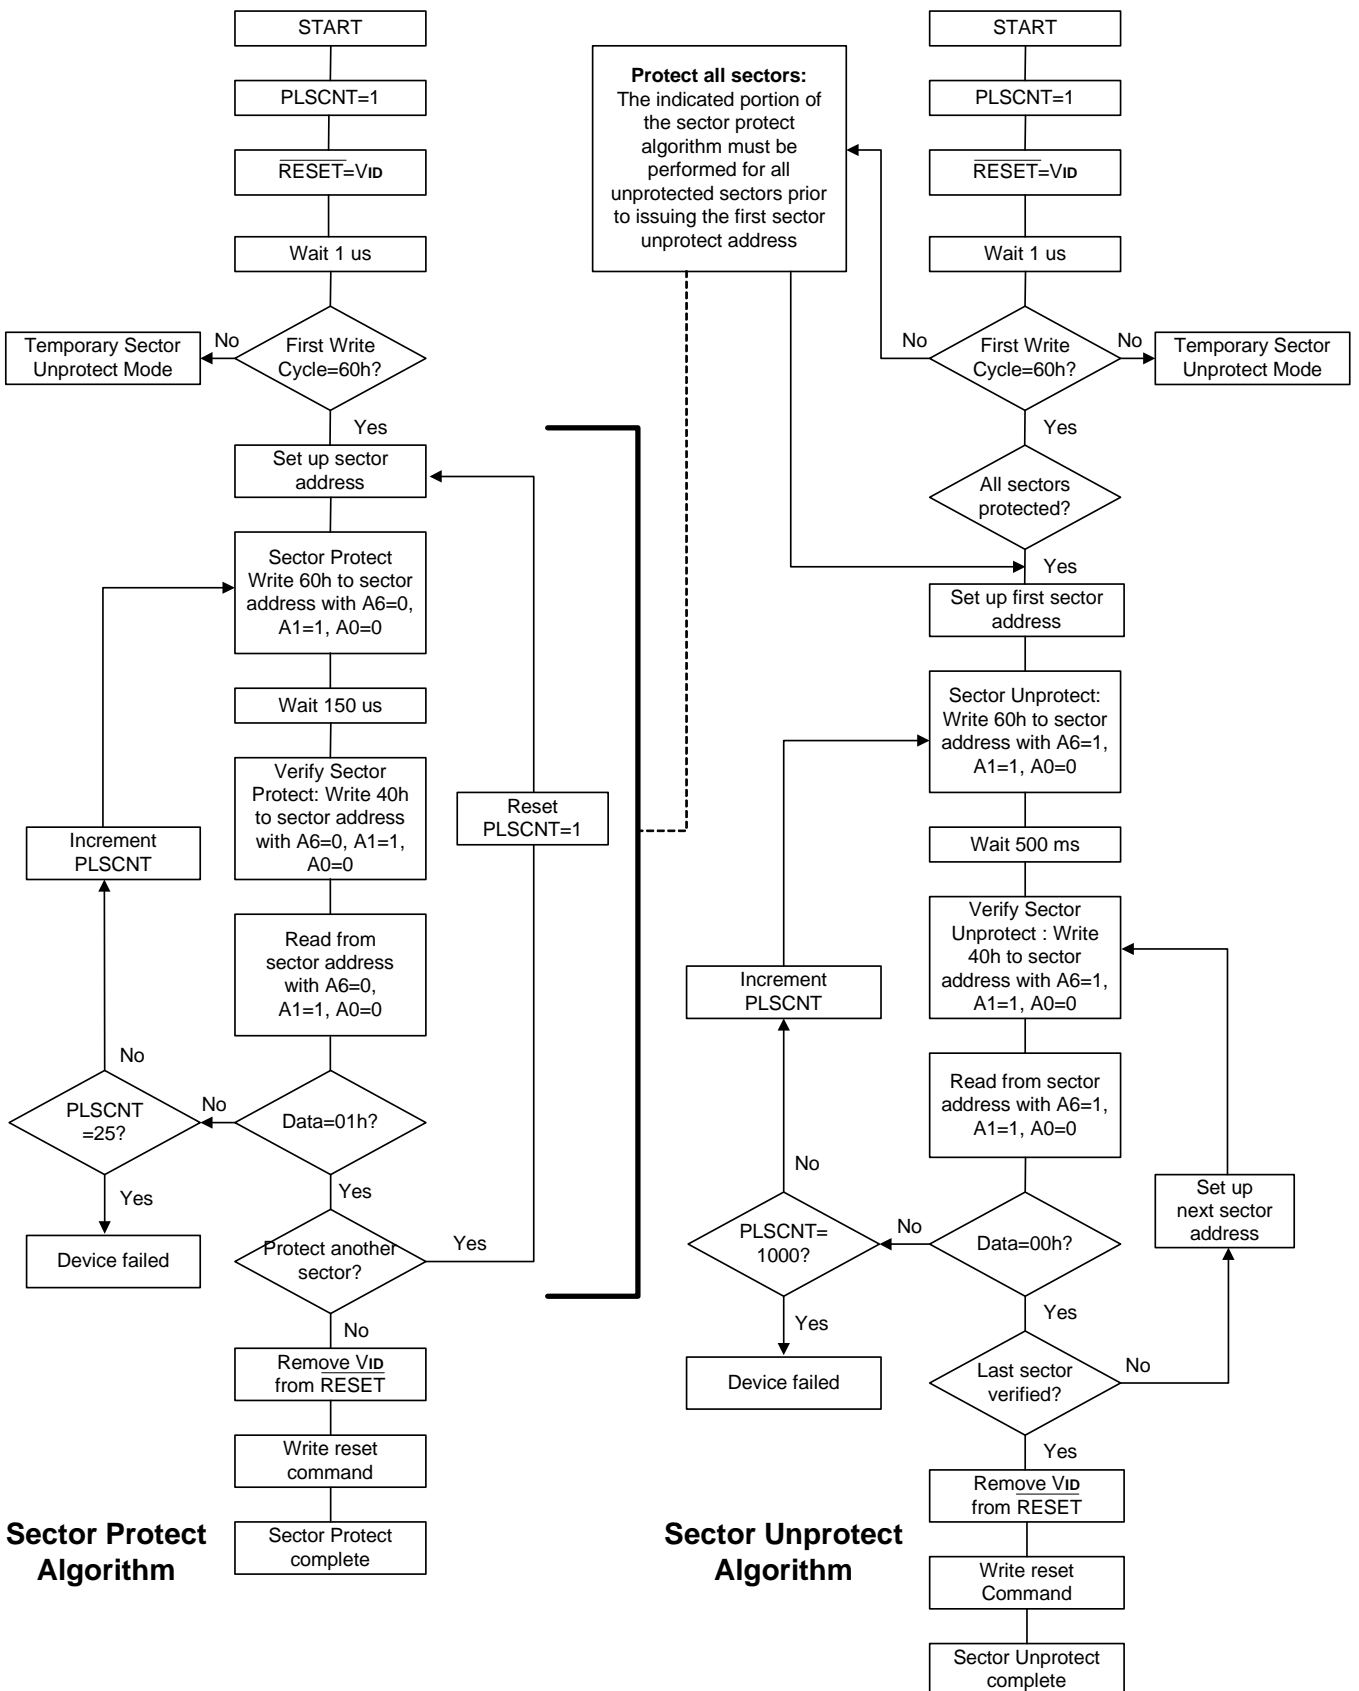 START
PLSCNT=1
RESET=VID
Wait 1 us
First Write
Cycle=60h?
No
Temporary Sector
Unprotect Mode
Yes
Set up sector
address
Sector Protect
Write 60h to sector
address with A6=0,
A1=1, A0=0
Wait 150 us
Verify Sector
Protect: Write 40h
to sector address
with A6=0, A1=1,
A0=0
Reset
PLSCNT=1
Increment
PLSCNT
Read from
sector address
with A6=0,
A1=1, A0=0
No
PLSCNT
=25?
No
Data=01h?
Yes
Yes
Device failed
Protect another
sector?
Yes
No
Remove VID
from RESET
Write reset
command
Sector Protect
complete
Sector Protect
Algorithm
Protect all sectors:
The indicated portion of
the sector protect
algorithm must be
performed for all
unprotected sectors prior
to issuing the first sector
unprotect address
START
PLSCNT=1
RESET=VID
Wait 1 us
No
First Write
Cycle=60h?
No
Temporary Sector
Unprotect Mode
Yes
All sectors
protected?
Yes
Set up first sector
address
Sector Unprotect:
Write 60h to sector
address with A6=1,
A1=1, A0=0
Wait 500 ms
Verify Sector
Unprotect : Write
40h to sector
address with A6=1,
A1=1, A0=0
Increment
PLSCNT
Read from sector
address with A6=1,
A1=1, A0=0
No
PLSCNT=
1000?
No
Data=00h?
Set up
next sector
address
Yes
Yes
Device failed
Last sector
verified?
No
Yes
Remove VID
from RESET
Write reset
Command
Sector Unprotect
complete
Sector Unprotect
Algorithm